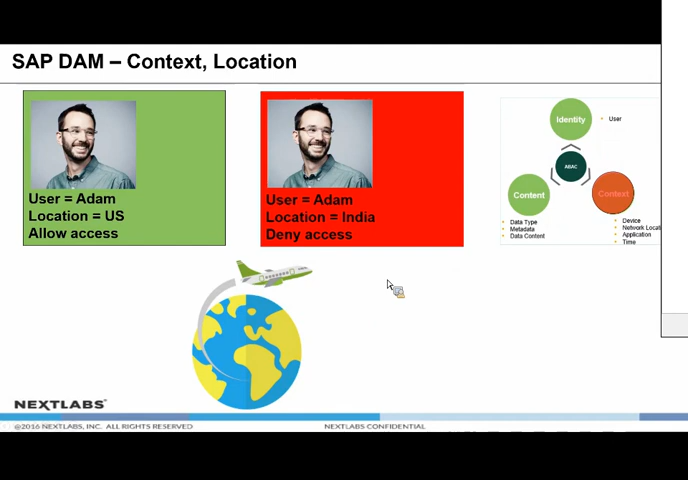 SAP DAM – Context, Location
User = Adam
Location = US
Allow access
User = Adam
Location = India
Deny access
Identity
• User
ABAC
Content
Context
• Data Type
• Metadata
• Data Content
• Device
• Network Locat
• Application
• Time
NEXTLABS
@2016 NEXTLABS, INC. ALL RIGHTS RESERVED
NEXTLABS CONFIDENTIAL